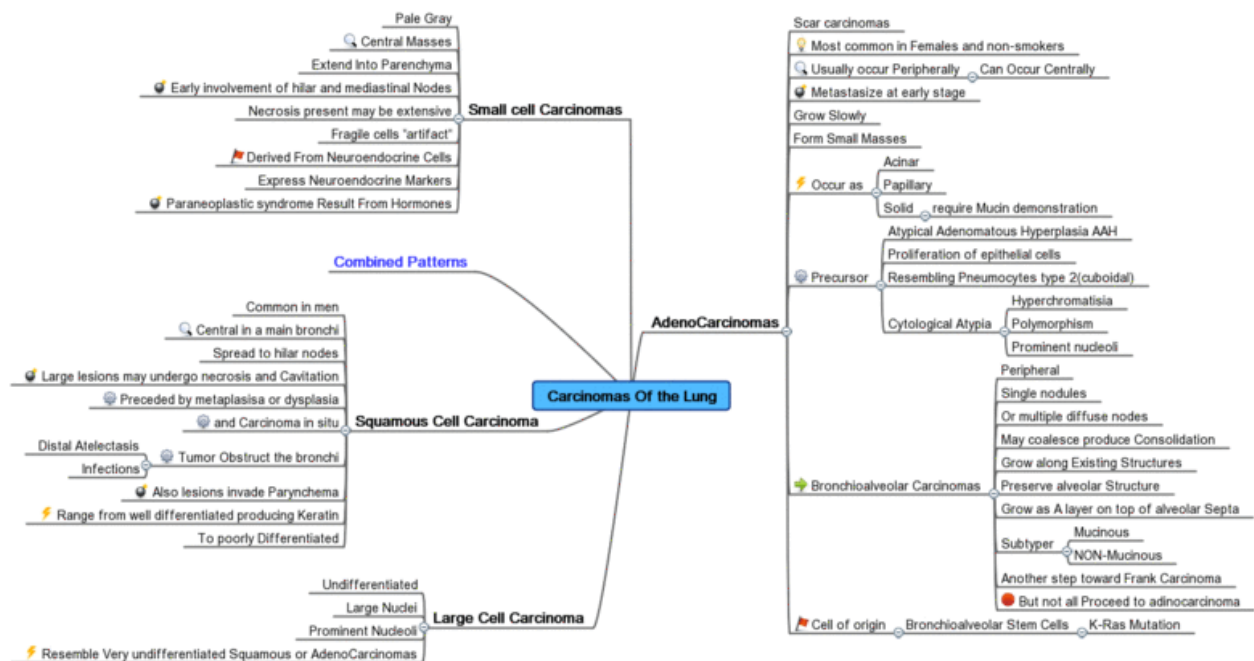 Pale Gray
Central Masses
Extend Into Parenchyma
Early involvement of hilar and mediastinal Nodes
Necrosis present may be extensive
Fragile cells "artifact"
Derived From Neuroendocrine Cells
Express Neuroendocrine Markers
Paraneoplastic syndrome Result From Hormones
Small cell Carcinomas
Combined Patterns
Common in men
Central in a main bronchi
Spread to hilar nodes
Large lesions may undergo necrosis and Cavitation
Preceded by metaplasisa or dysplasia
and Carcinoma in situ
Tumor Obstruct the bronchi
Distal Atelectasis
Infections
Also lesions invade Parynchema
Range from well differentiated producing Keratin
To poorly Differentiated
Squamous Cell Carcinoma
Undifferentiated
Large Nuclei
Prominent Nucleoli
Resemble Very undifferentiated Squamous or AdenoCarcinomas
Large Cell Carcinoma
Carcinomas Of the Lung
AdenoCarcinomas
Scar carcinomas
Most common in Females and non-smokers
Usually occur Peripherally
Can Occur Centrally
Metastasize at early stage
Grow Slowly
Form Small Masses
Occur as
Acinar
Papillary
Solid
require Mucin demonstration
Precursor
Atypical Adenomatous Hyperplasia AAH
Proliferation of epithelial cells
Resembling Pneumocytes type 2(cuboidal)
Cytological Atypia
Hyperchromatisia
Polymorphism
Prominent nucleoli
Bronchioalveolar Carcinomas
Peripheral
Single nodules
Or multiple diffuse nodes
May coalesce produce Consolidation
Grow along Existing Structures
Preserve alveolar Structure
Grow as A layer on top of alveolar Septa
Subtyper
Mucinous
NON-Mucinous
Another step toward Frank Carcinoma
But not all Proceed to adinocarcinoma
Cell of origin
Bronchioalveolar Stem Cells
K-Ras Mutation